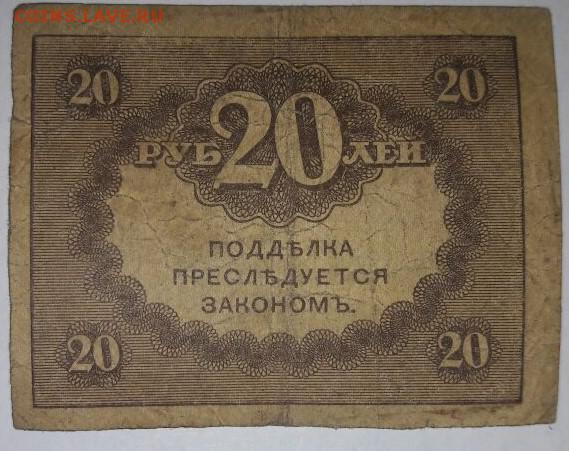 COINS.LAVE.RU
20 20
РУБ 20 ЛЕЙ
ПОДДѢЛКА
ПРЕСЛѢДУЕТСЯ
ЗАКОНОМЪ.
20 20